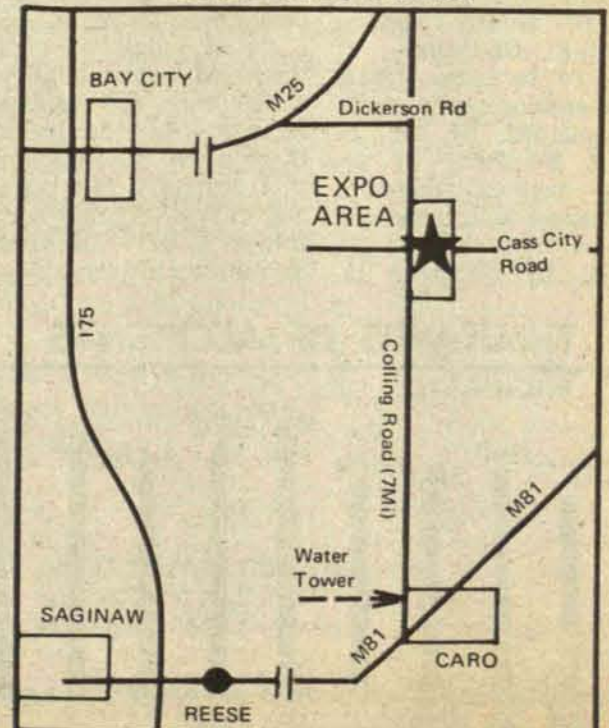 BAY CITY
M25
Dickerson Rd
EXPO
AREA
Cass City
Road
I75
Colling Road (7Mi)
M81
Water
Tower
SAGINAW
M81
CARO
REESE